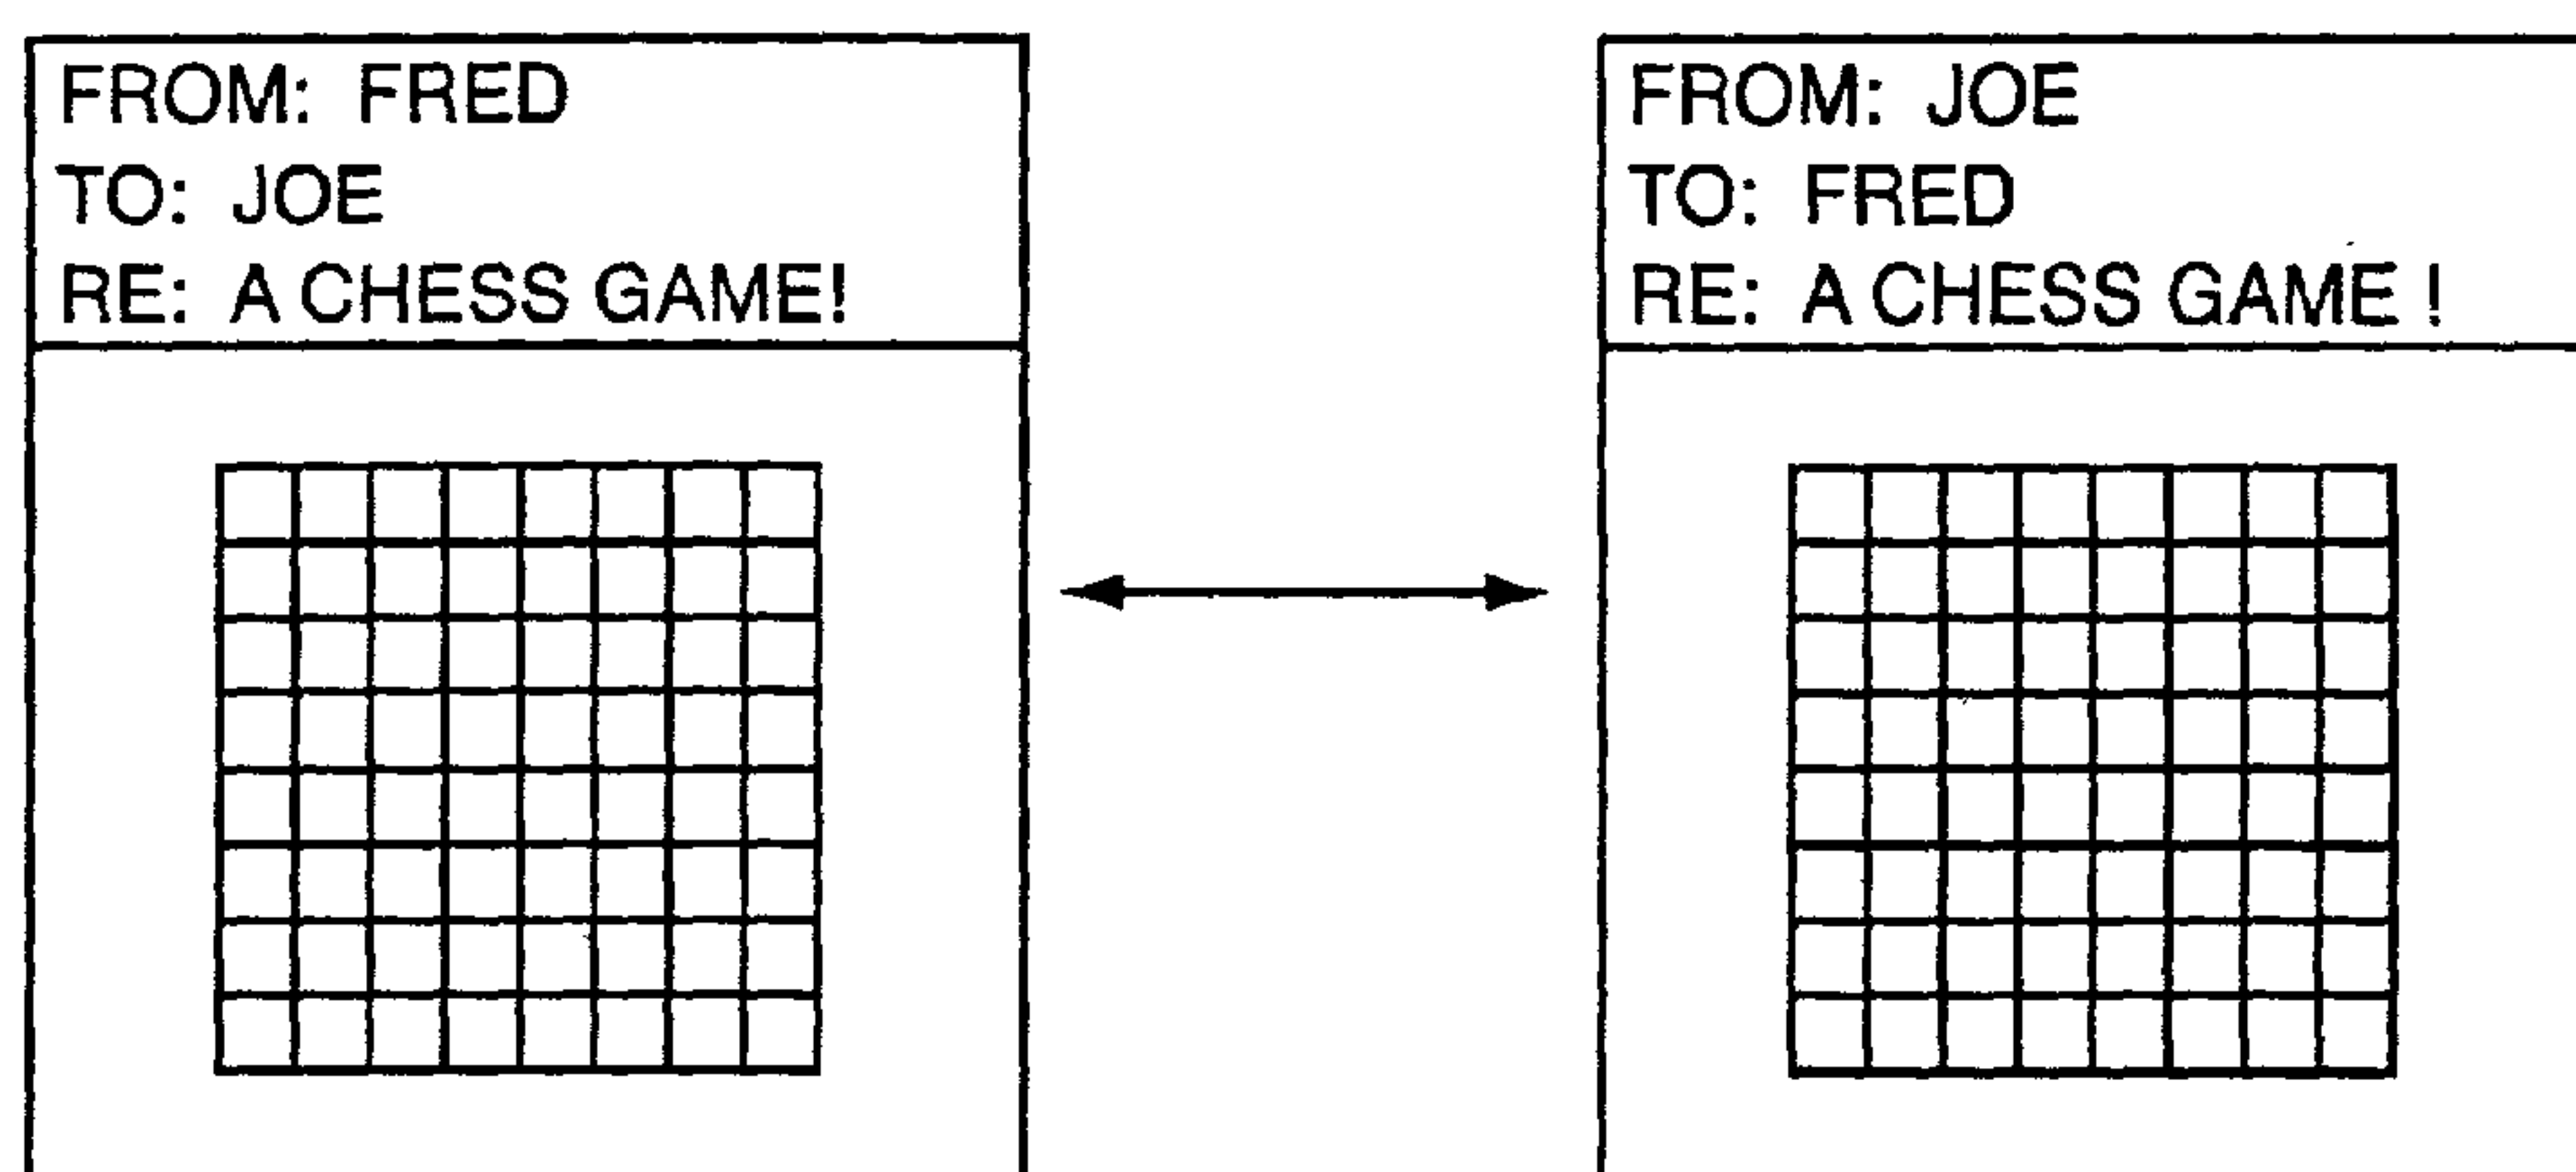 FROM: FRED
TO: JOE
RE: A CHESS GAME!
FROM: JOE
TO: FRED
RE: A CHESS GAME !